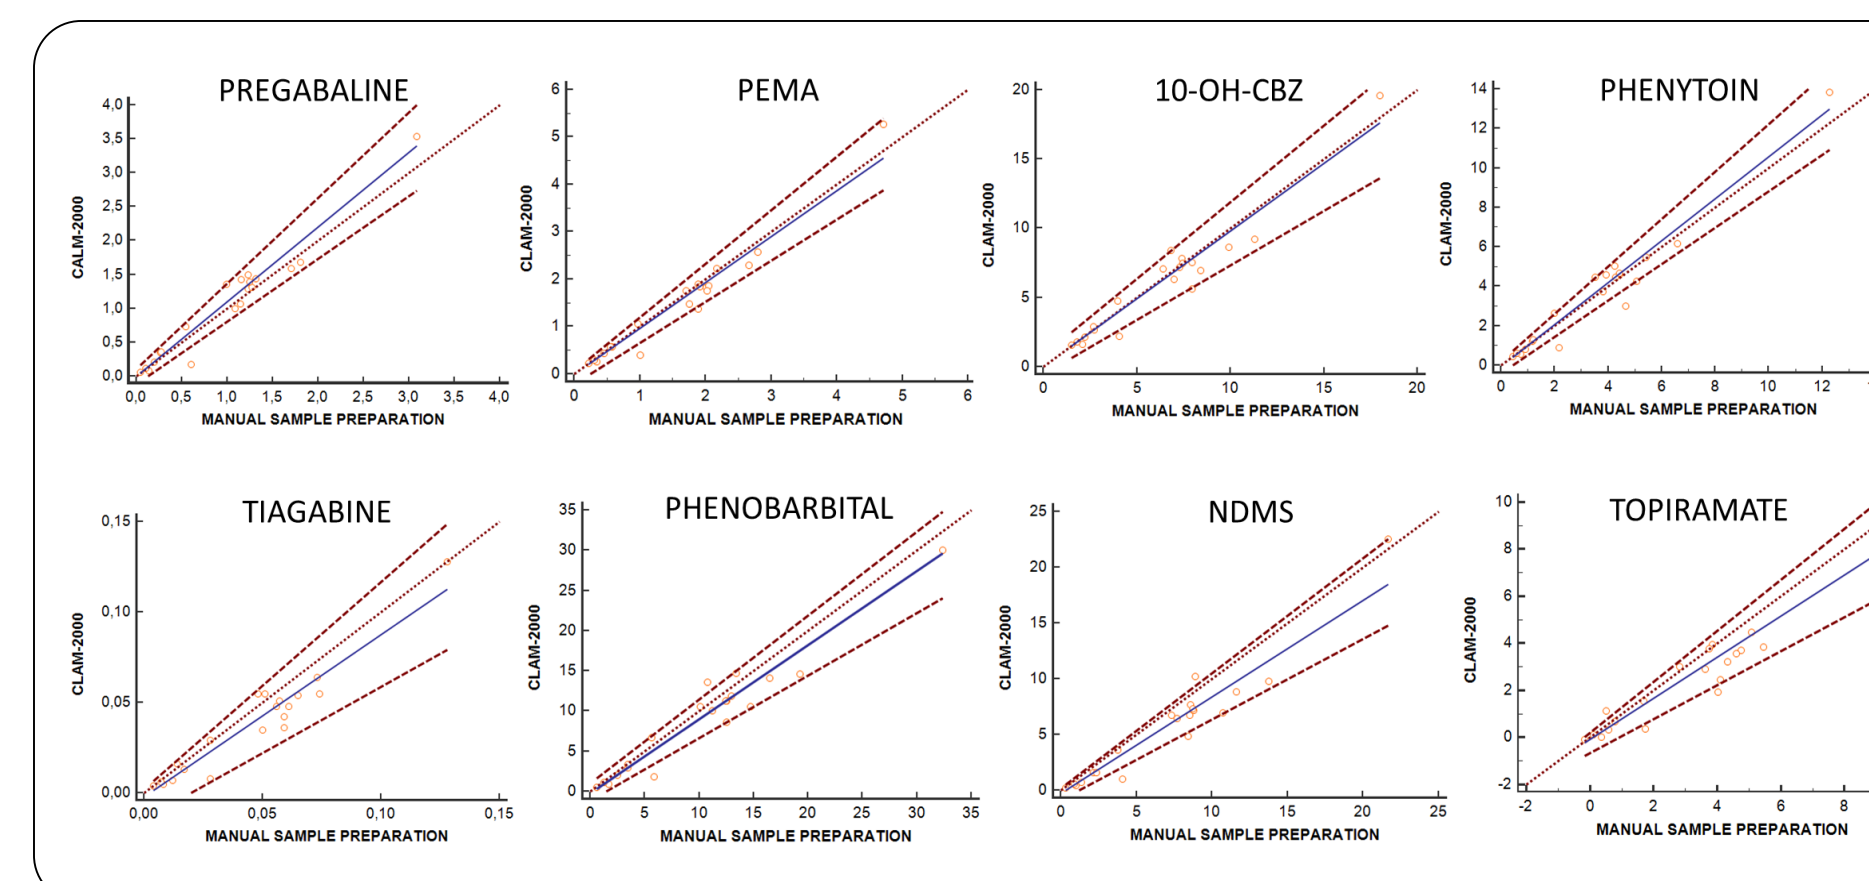 PREGABALINE
CALM-2000
4,0
3,5
3,0
2,5
2,0
1,5
1,0
0,5
0,0
0,0 0,5 1,0 1,5 2,0 2,5 3,0 3,5 4,0
MANUAL SAMPLE PREPARATION
PEMA
CLAM-2000
6
5
4
3
2
1
0
0 1 2 3 4 5 6
MANUAL SAMPLE PREPARATION
10-OH-CBZ
CLAM-2000
20
15
10
5
0
0 5 10 15 20
MANUAL SAMPLE PREPARATION
PHENYTOIN
CLAM-2000
14
12
10
8
6
4
2
0
0 2 4 6 8 10 12
MANUAL SAMPLE PREPARATION
TIAGABINE
CLAM-2000
0,15
0,10
0,05
0,00
0,00 0,05 0,10 0,15
MANUAL SAMPLE PREPARATION
PHENOBARBITAL
CLAM-2000
35
30
25
20
15
10
5
0
0 5 10 15 20 25 30 35
MANUAL SAMPLE PREPARATION
NDMS
CLAM-2000
25
20
15
10
5
0
0 5 10 15 20 25
MANUAL SAMPLE PREPARATION
TOPIRAMATE
CLAM-2000
10
8
6
4
2
0
-2
-2 0 2 4 6 8
MANUAL SAMPLE PREPARATION